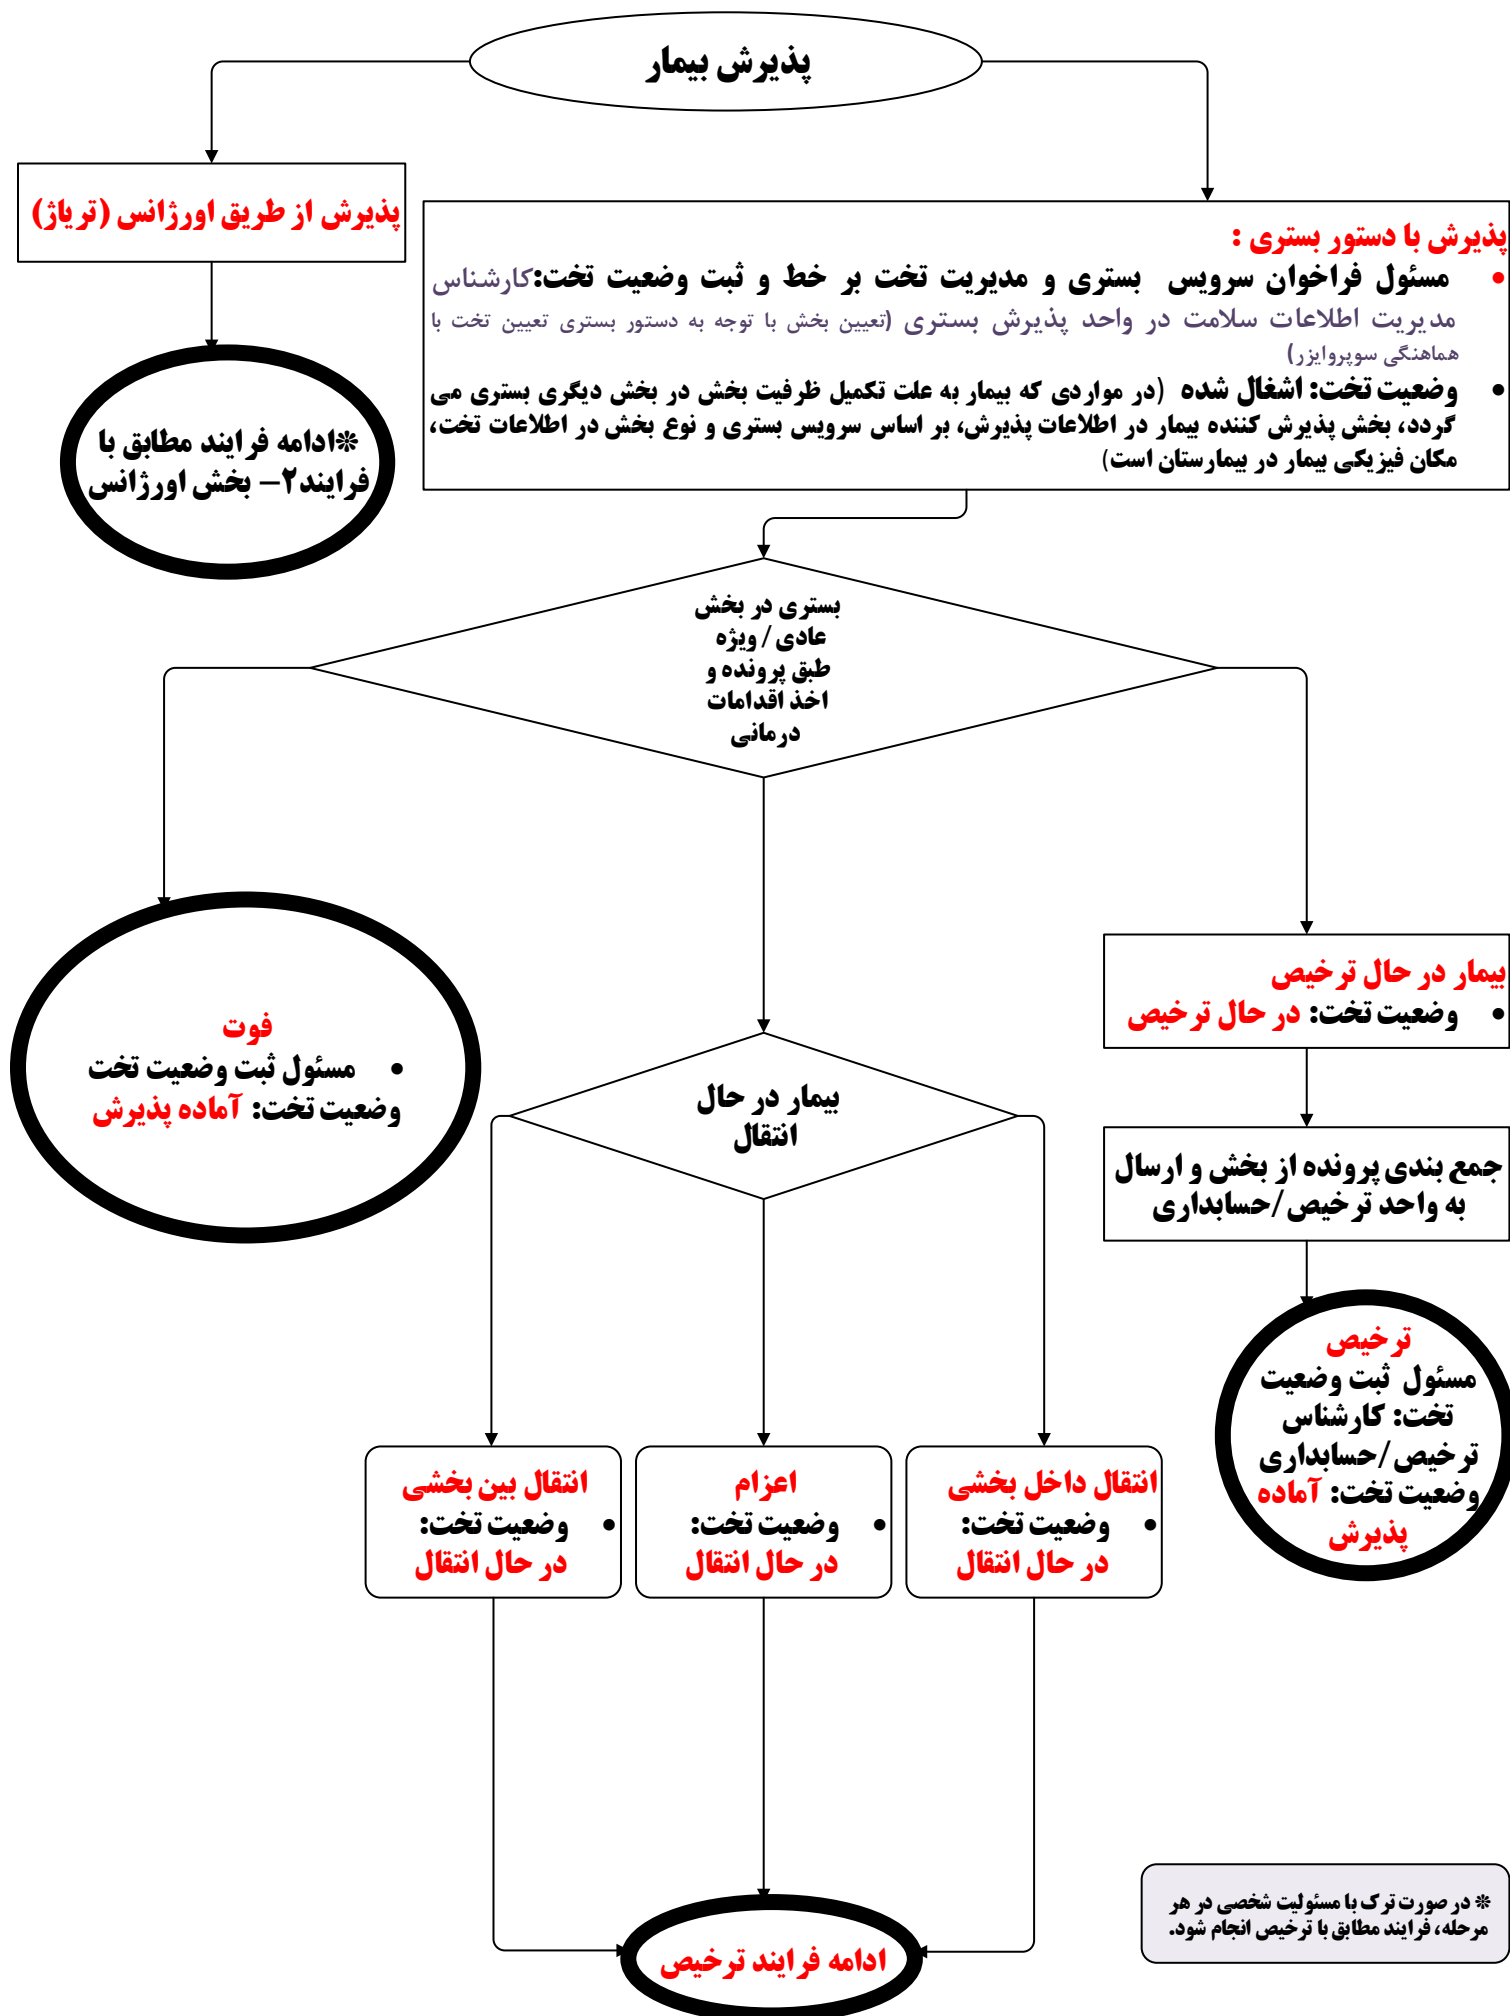 پذیرش بیمار
پذیرش از طریق اورژانس (تریاژ)
پذیرش با دستور بستری :
• مسئول فراخوان سرویس بستری و مدیریت تخت بر خط و ثبت وضعیت تخت:کارشناس
مدیریت اطلاعات سلامت در واحد پذیرش بستری (تعیین بخش با توجه به دستور بستری تعیین تخت با
هماهنگی سوپروایزر)
• وضعیت تخت: اشغال شده (در مواردی که بیمار به علت تکمیل ظرفیت بخش در بخش دیگری بستری می
گردد، بخش پذیرش کننده بیمار در اطلاعات پذیرش، بر اساس سرویس بستری و نوع بخش در اطلاعات تخت،
مکان فیزیکی بیمار در بیمارستان است)
*ادامه فرایند مطابق با
فرایند۲- بخش اورژانس
بستری در بخش
عادی / ویژه
طبق پرونده و
اخذ اقدامات
درمانی
بیمار در حال ترخیص
• وضعیت تخت: در حال ترخیص
فوت
• مسئول ثبت وضعیت تخت
وضعیت تخت: آماده پذیرش
بیمار در حال
انتقال
جمع بندی پرونده از بخش و ارسال
به واحد ترخیص/حسابداری
ترخیص
مسئول ثبت وضعیت
تخت: کارشناس
ترخیص/حسابداری
وضعیت تخت: آماده
پذیرش
انتقال داخل بخشی
• وضعیت تخت:
در حال انتقال
اعزام
• وضعیت تخت:
در حال انتقال
انتقال بین بخشی
• وضعیت تخت:
در حال انتقال
* در صورت ترک با مسئولیت شخصی در هر
مرحله، فرایند مطابق با ترخیص انجام شود.
ادامه فرایند ترخیص